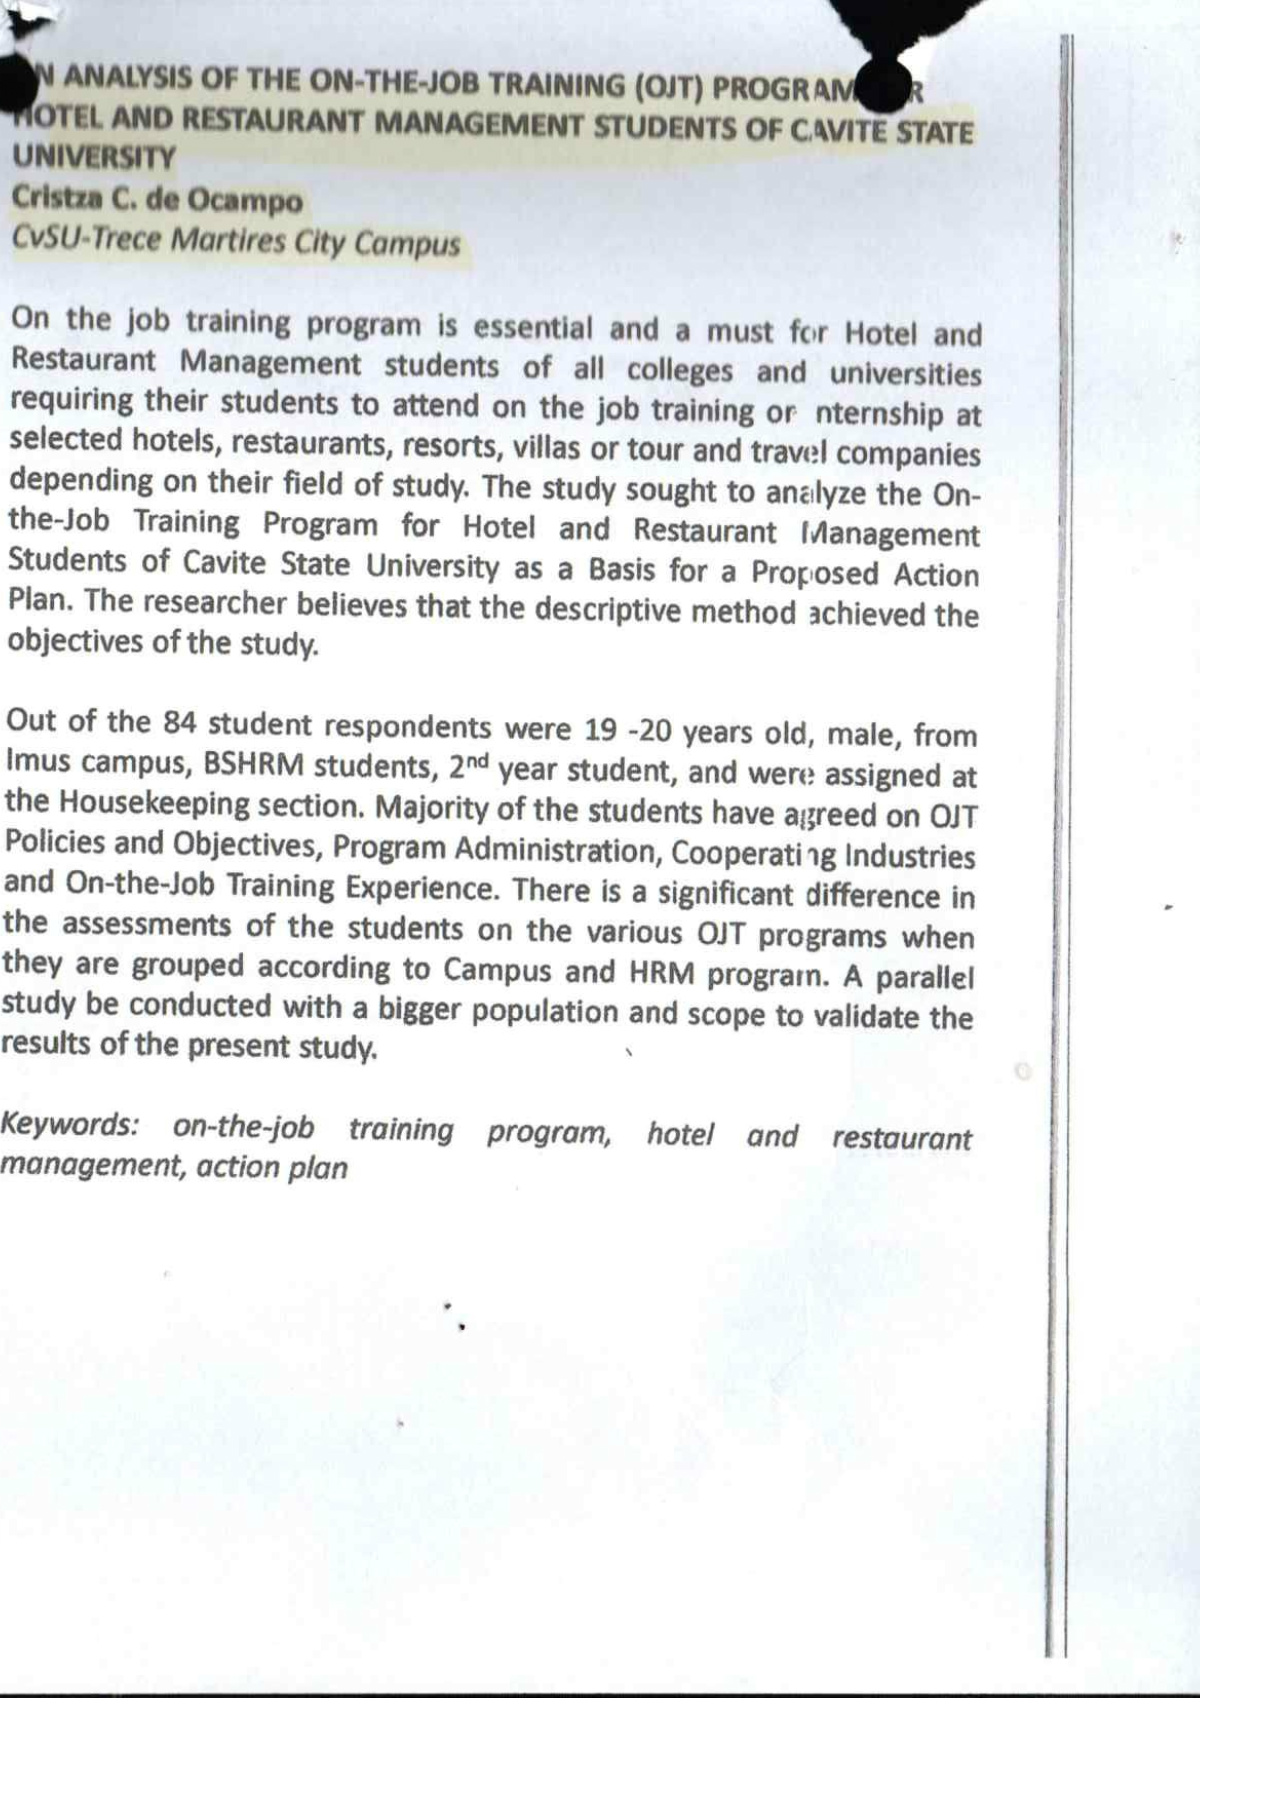 N ANALYSIS OF THE ON-THE-JOB TRAINING (OJT) PROGRAM R
HOTEL AND RESTAURANT MANAGEMENT STUDENTS OF CAVITE STATE
UNIVERSITY
Cristza C. de Ocampo
CvSU-Trece Martires City Campus
On the job training program is essential and a must for Hotel and
Restaurant Management students of all colleges and universities
requiring their students to attend on the job training or nternship at
selected hotels, restaurants, resorts, villas or tour and travel companies
depending on their field of study. The study sought to analyze the On-
the-Job Training Program for Hotel and Restaurant Management
Students of Cavite State University as a Basis for a Proposed Action
Plan. The researcher believes that the descriptive method achieved the
objectives of the study.
Out of the 84 student respondents were 19 -20 years old, male, from
Imus campus, BSHRM students, 2nd year student, and were assigned at
the Housekeeping section. Majority of the students have agreed on OJT
Policies and Objectives, Program Administration, Cooperating Industries
and On-the-Job Training Experience. There is a significant difference in
the assessments of the students on the various OJT programs when
they are grouped according to Campus and HRM program. A parallel
study be conducted with a bigger population and scope to validate the
results of the present study.
Keywords: on-the-job training program, hotel and restaurant
management, action plan